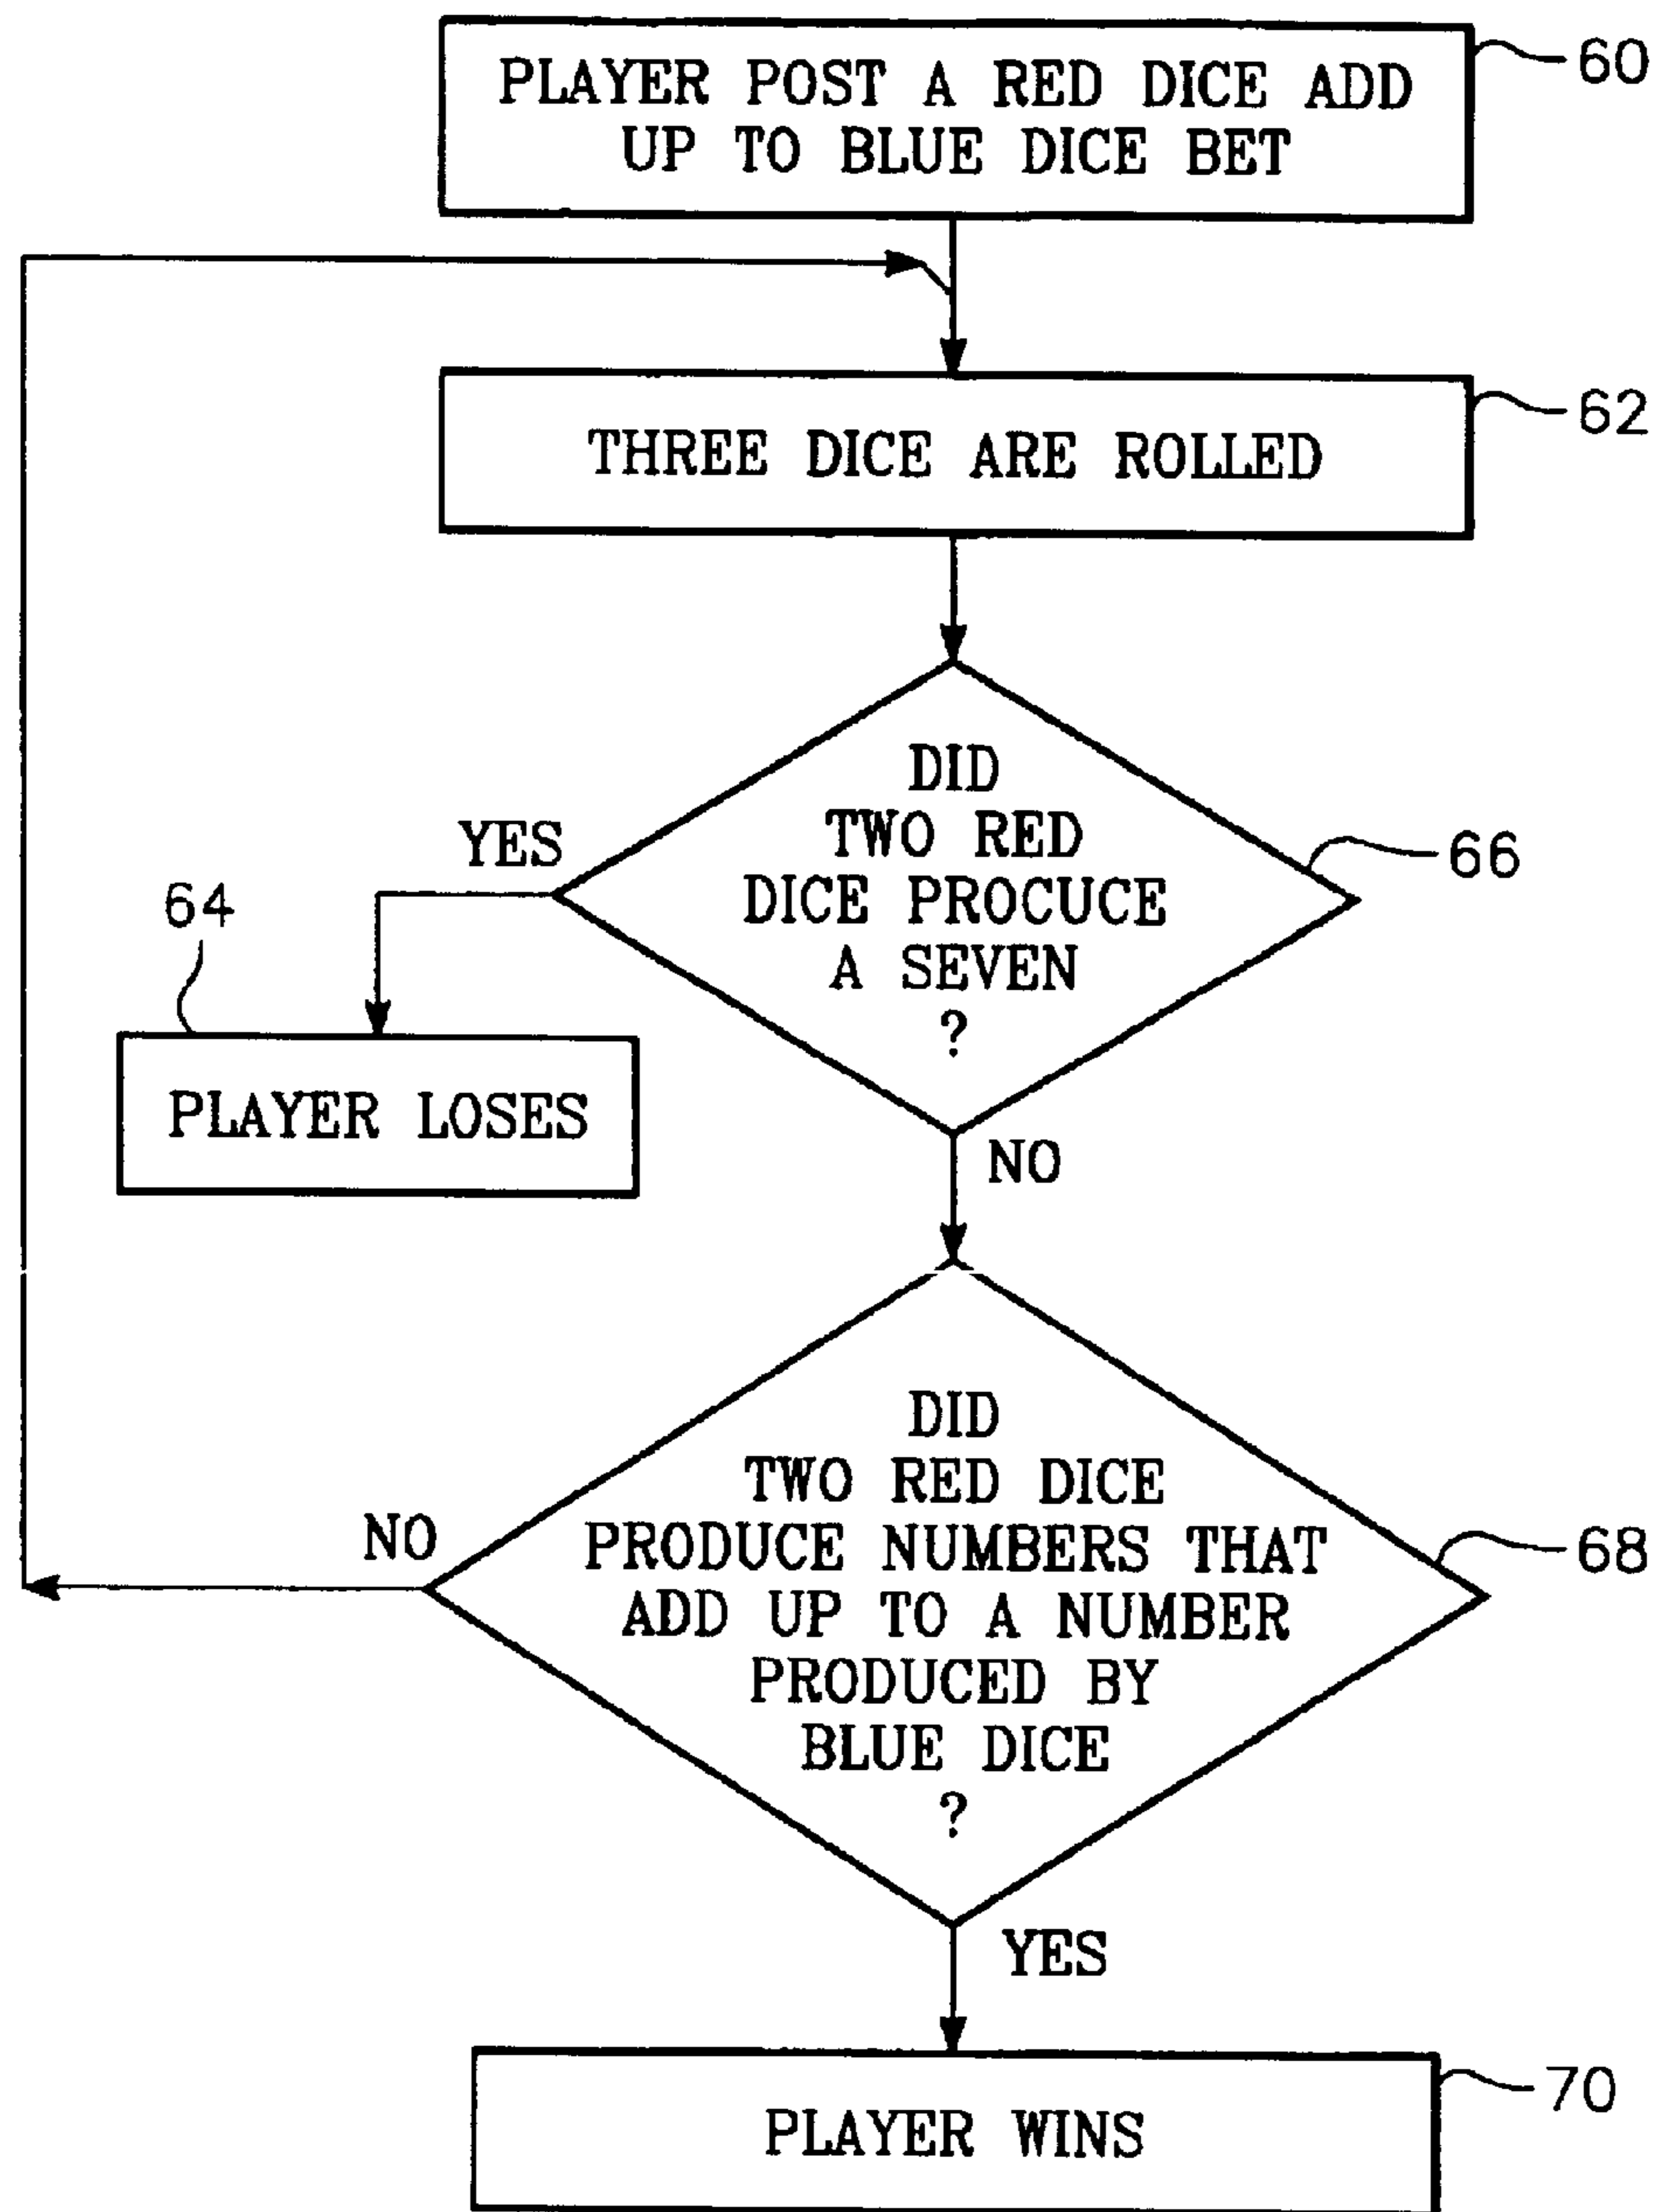 PLAYER POST A RED DICE ADD
UP TO BLUE DICE BET
60
THREE DICE ARE ROLLED
62
DID
TWO RED
DICE PROCUCE
A SEVEN
?
66
YES
64
PLAYER LOSES
NO
DID
TWO RED DICE
PRODUCE NUMBERS THAT
ADD UP TO A NUMBER
PRODUCED BY
BLUE DICE
?
68
NO
YES
PLAYER WINS
70